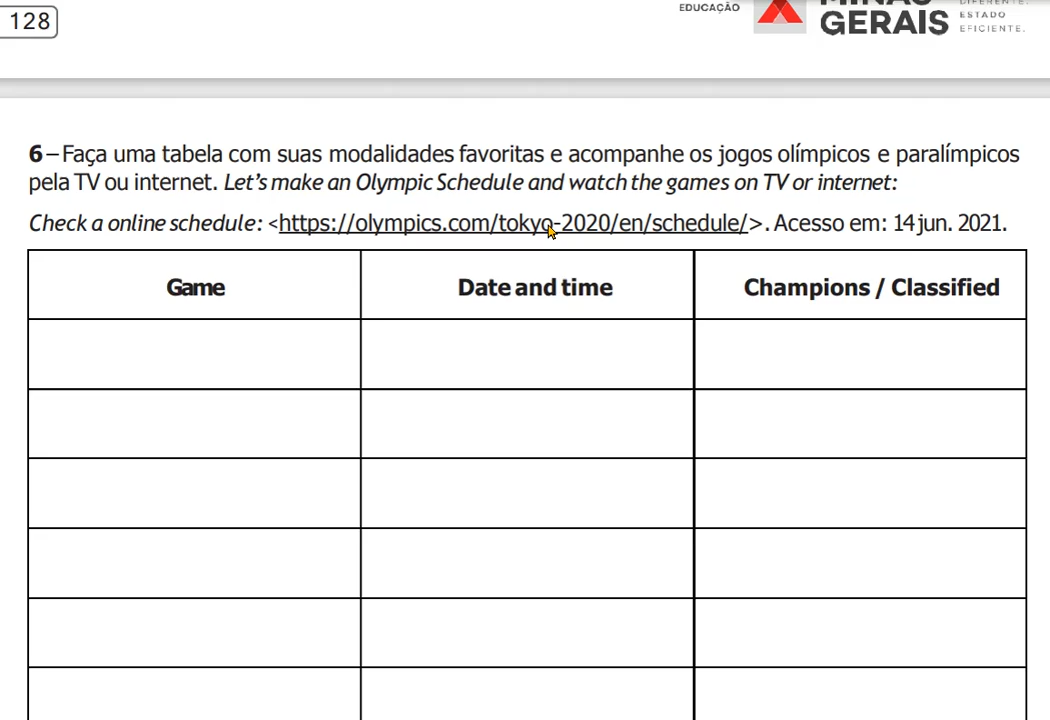 128
EDUCAÇÃO
MINAS
GERAIS
DIFERENTE.
ESTADO
EFICIENTE.
6 – Faça uma tabela com suas modalidades favoritas e acompanhe os jogos olímpicos e paralímpicos
pela TV ou internet. Let's make an Olympic Schedule and watch the games on TV or internet:
Check a online schedule: <https://olympics.com/tokyo-2020/en/schedule/>. Acesso em: 14 jun. 2021.
Game Date and time Champions / Classified